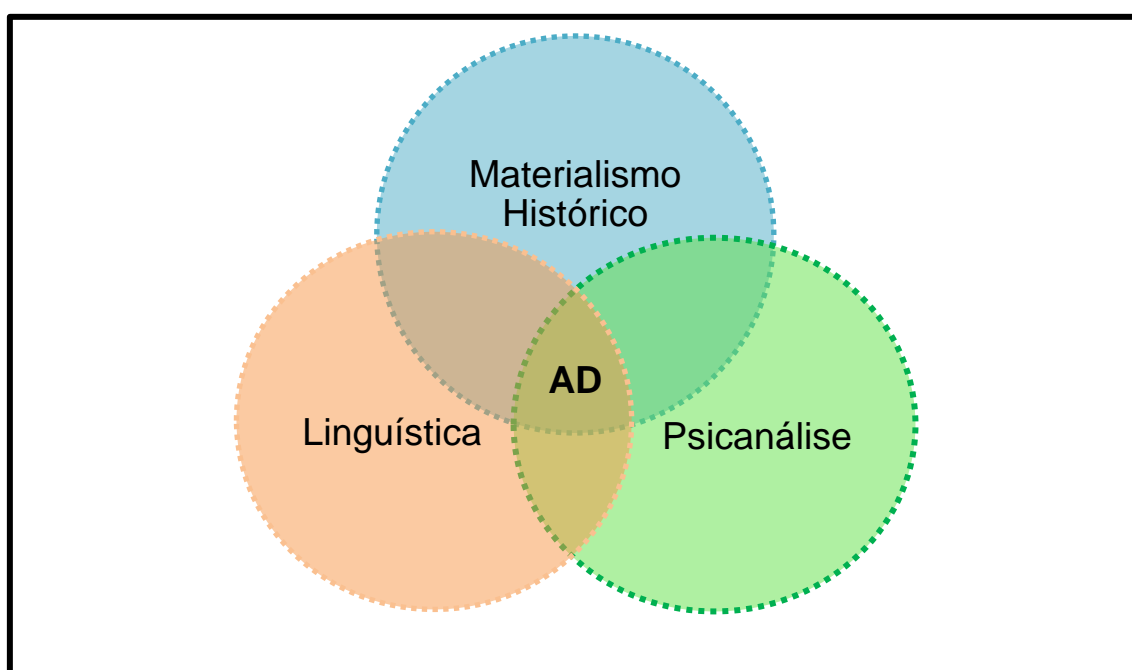 Materialismo
Histórico
AD
Linguística
Psicanálise